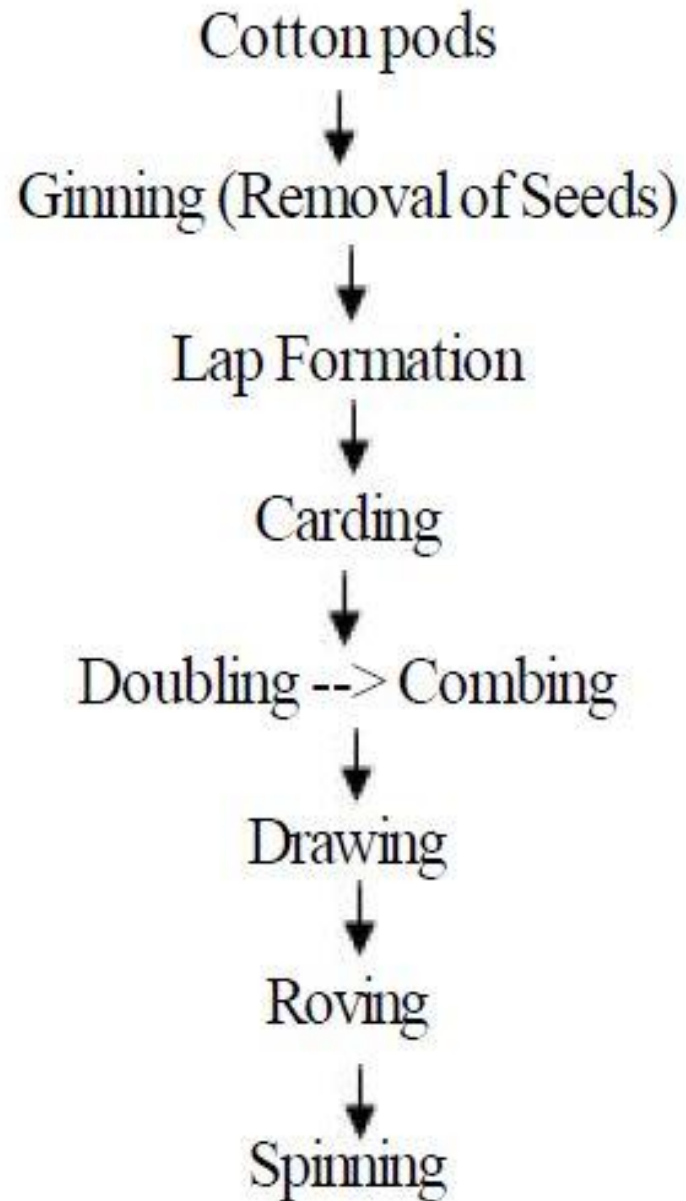 Cotton pods
Ginning (Removal of Seeds)
Lap Formation
Carding
Doubling --> Combing
Drawing
Roving
Spinning